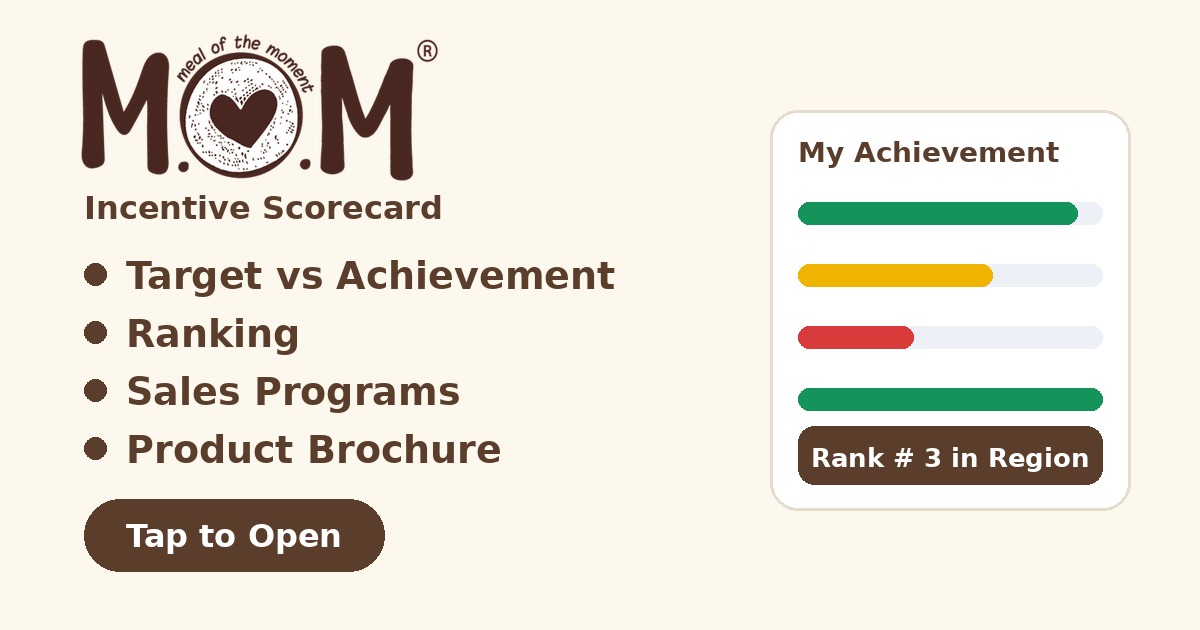 meal of the moment
M.O.M ®
Incentive Scorecard
Target vs Achievement
Ranking
Sales Programs
Product Brochure
Tap to Open
My Achievement
Rank # 3 in Region